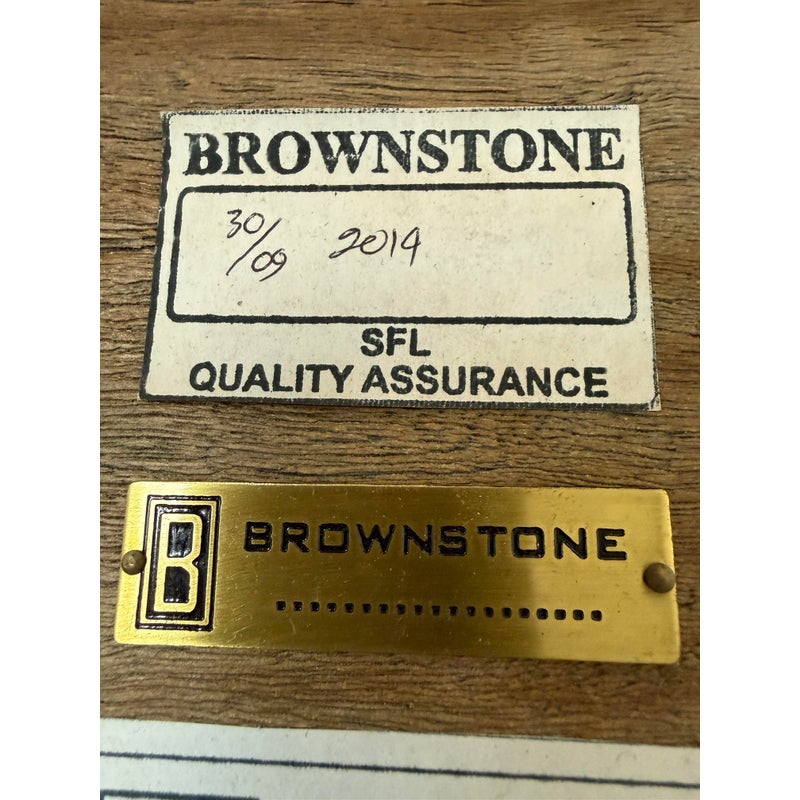 BROWNSTONE
30/09 2014
SFL
QUALITY ASSURANCE
B BROWNSTONE